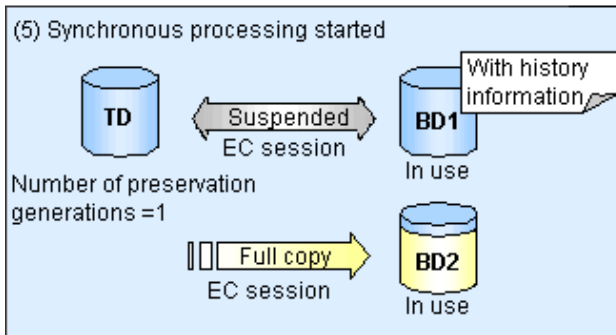 (5) Synchronous processing started
With history
information
TD
Suspended
BD1
EC session
In use
Number of preservation
generations =1
Full copy
BD2
EC session
In use